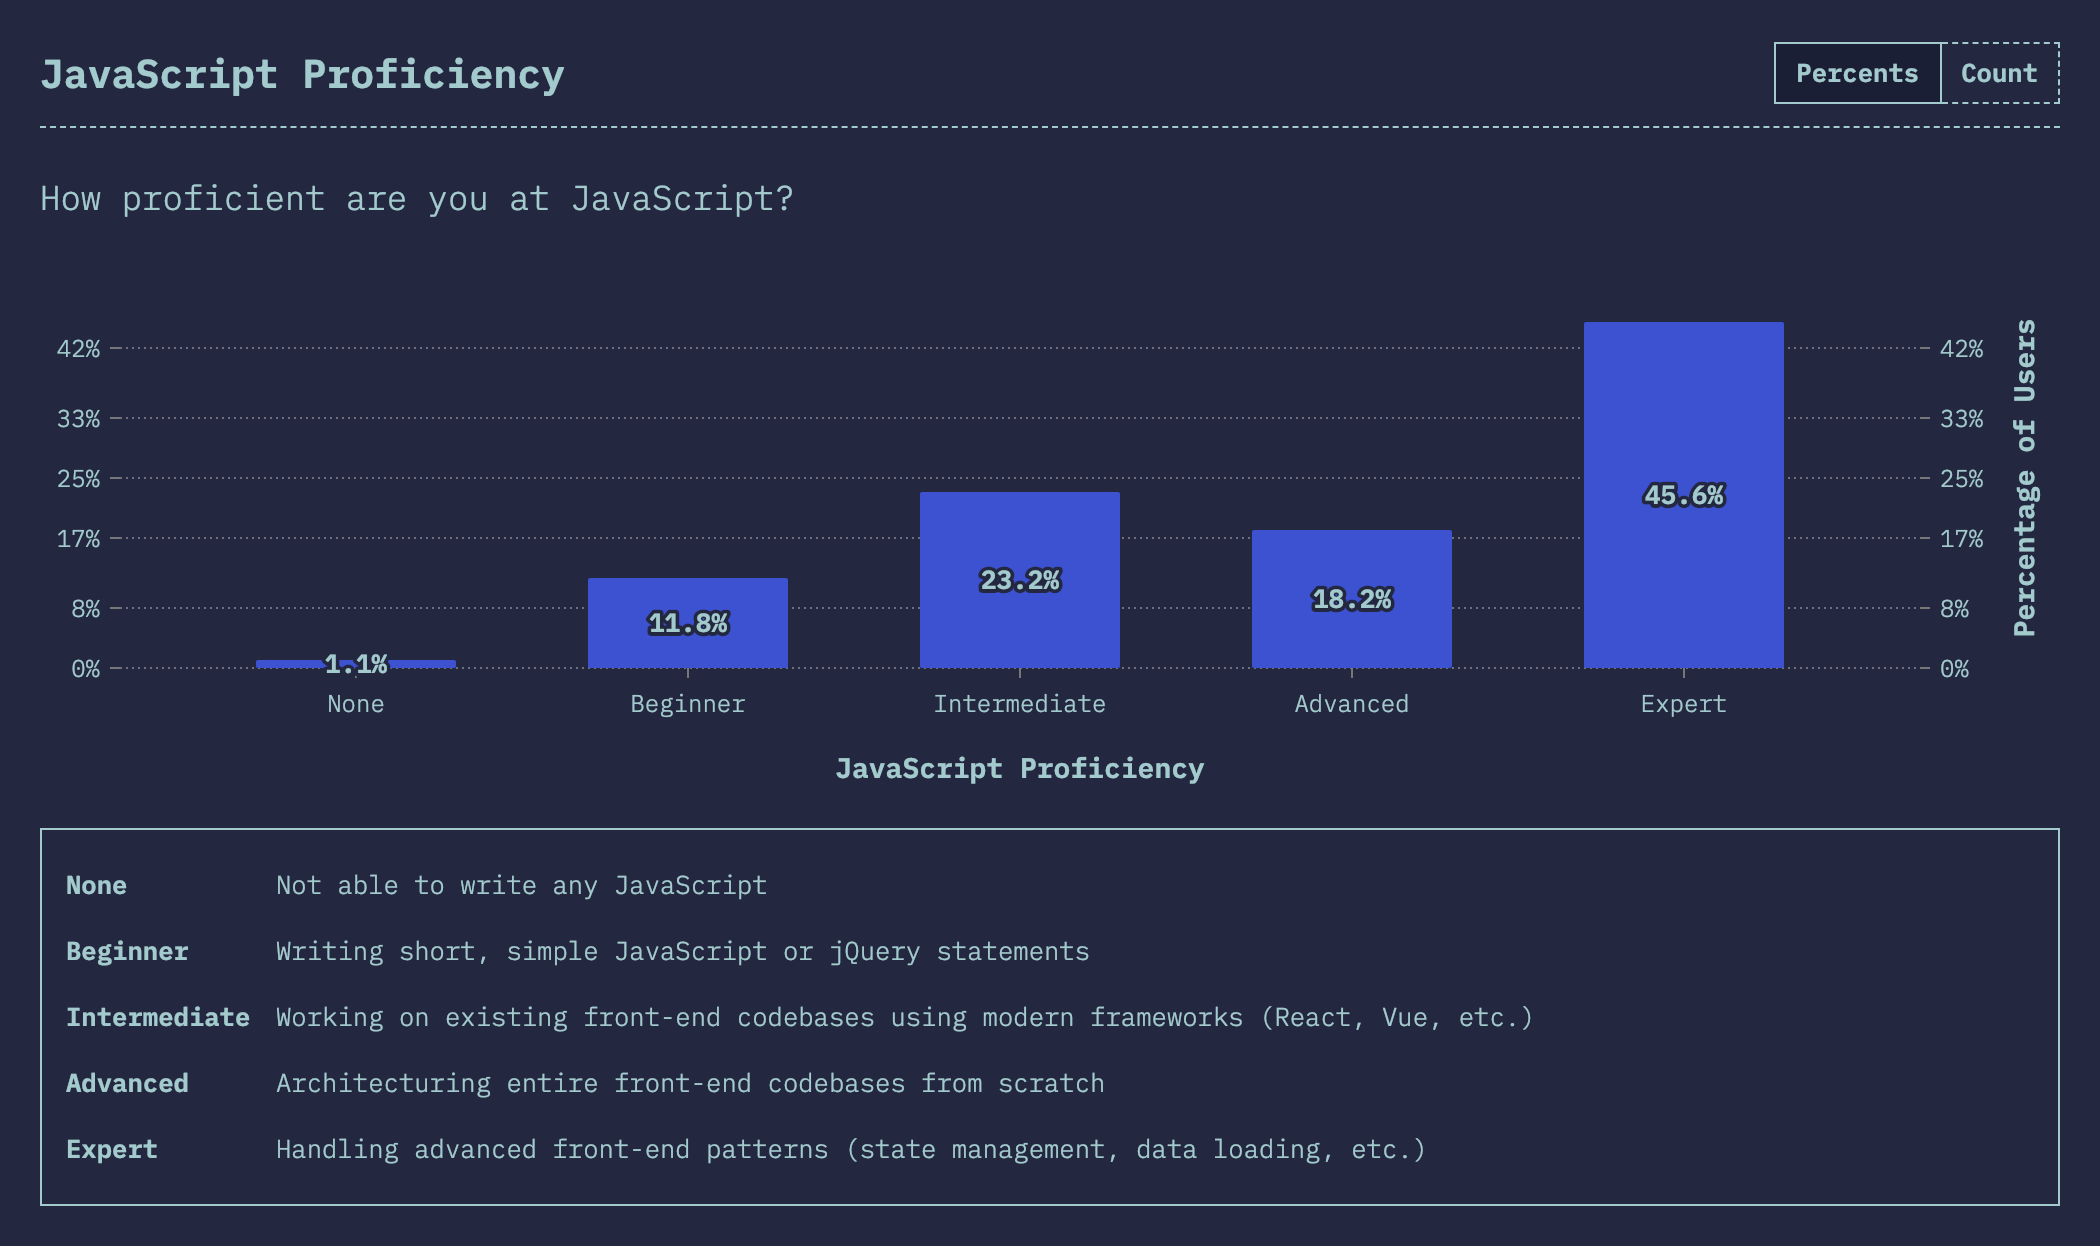 JavaScript Proficiency
Percents Count
How proficient are you at JavaScript?
42% 42%
33% 33%
25% 25%
17% 17%
8% 8%
0% 0%
Percentage of Users
1.1% 11.8% 23.2% 18.2% 45.6%
None Beginner Intermediate Advanced Expert
JavaScript Proficiency
None Not able to write any JavaScript
Beginner Writing short, simple JavaScript or jQuery statements
Intermediate Working on existing front-end codebases using modern frameworks (React, Vue, etc.)
Advanced Architecturing entire front-end codebases from scratch
Expert Handling advanced front-end patterns (state management, data loading, etc.)